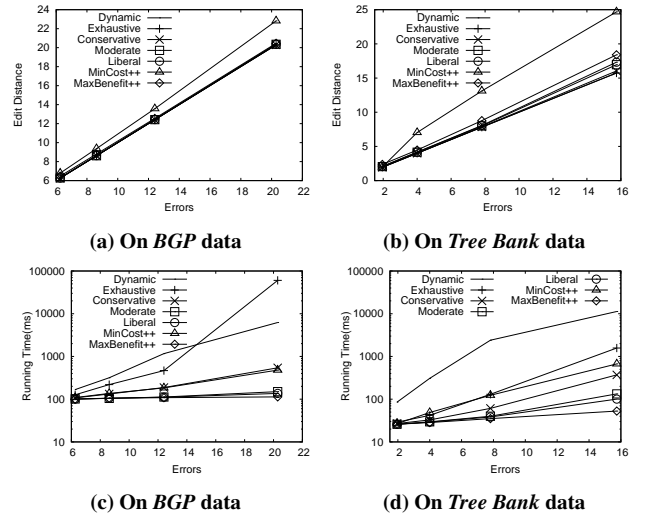 24
22
20
18
16
14
12
10
8
6
Edit Distance
Dynamic
Exhaustive
Conservative
Moderate
Liberal
MinCost++
MaxBenefit++
6 8 10 12 14 16 18 20 22
Errors
(a) On BGP data
25
20
15
10
5
0
Edit Distance
Dynamic
Exhaustive
Conservative
Moderate
Liberal
MinCost++
MaxBenefit++
2 4 6 8 10 12 14 16
Errors
(b) On Tree Bank data
100000
10000
1000
100
10
Running Time(ms)
Dynamic
Exhaustive
Conservative
Moderate
Liberal
MinCost++
MaxBenefit++
6 8 10 12 14 16 18 20 22
Errors
(c) On BGP data
100000
10000
1000
100
10
Running Time(ms)
Dynamic
Exhaustive
Conservative
Moderate
Liberal
MinCost++
MaxBenefit++
2 4 6 8 10 12 14 16
Errors
(d) On Tree Bank data